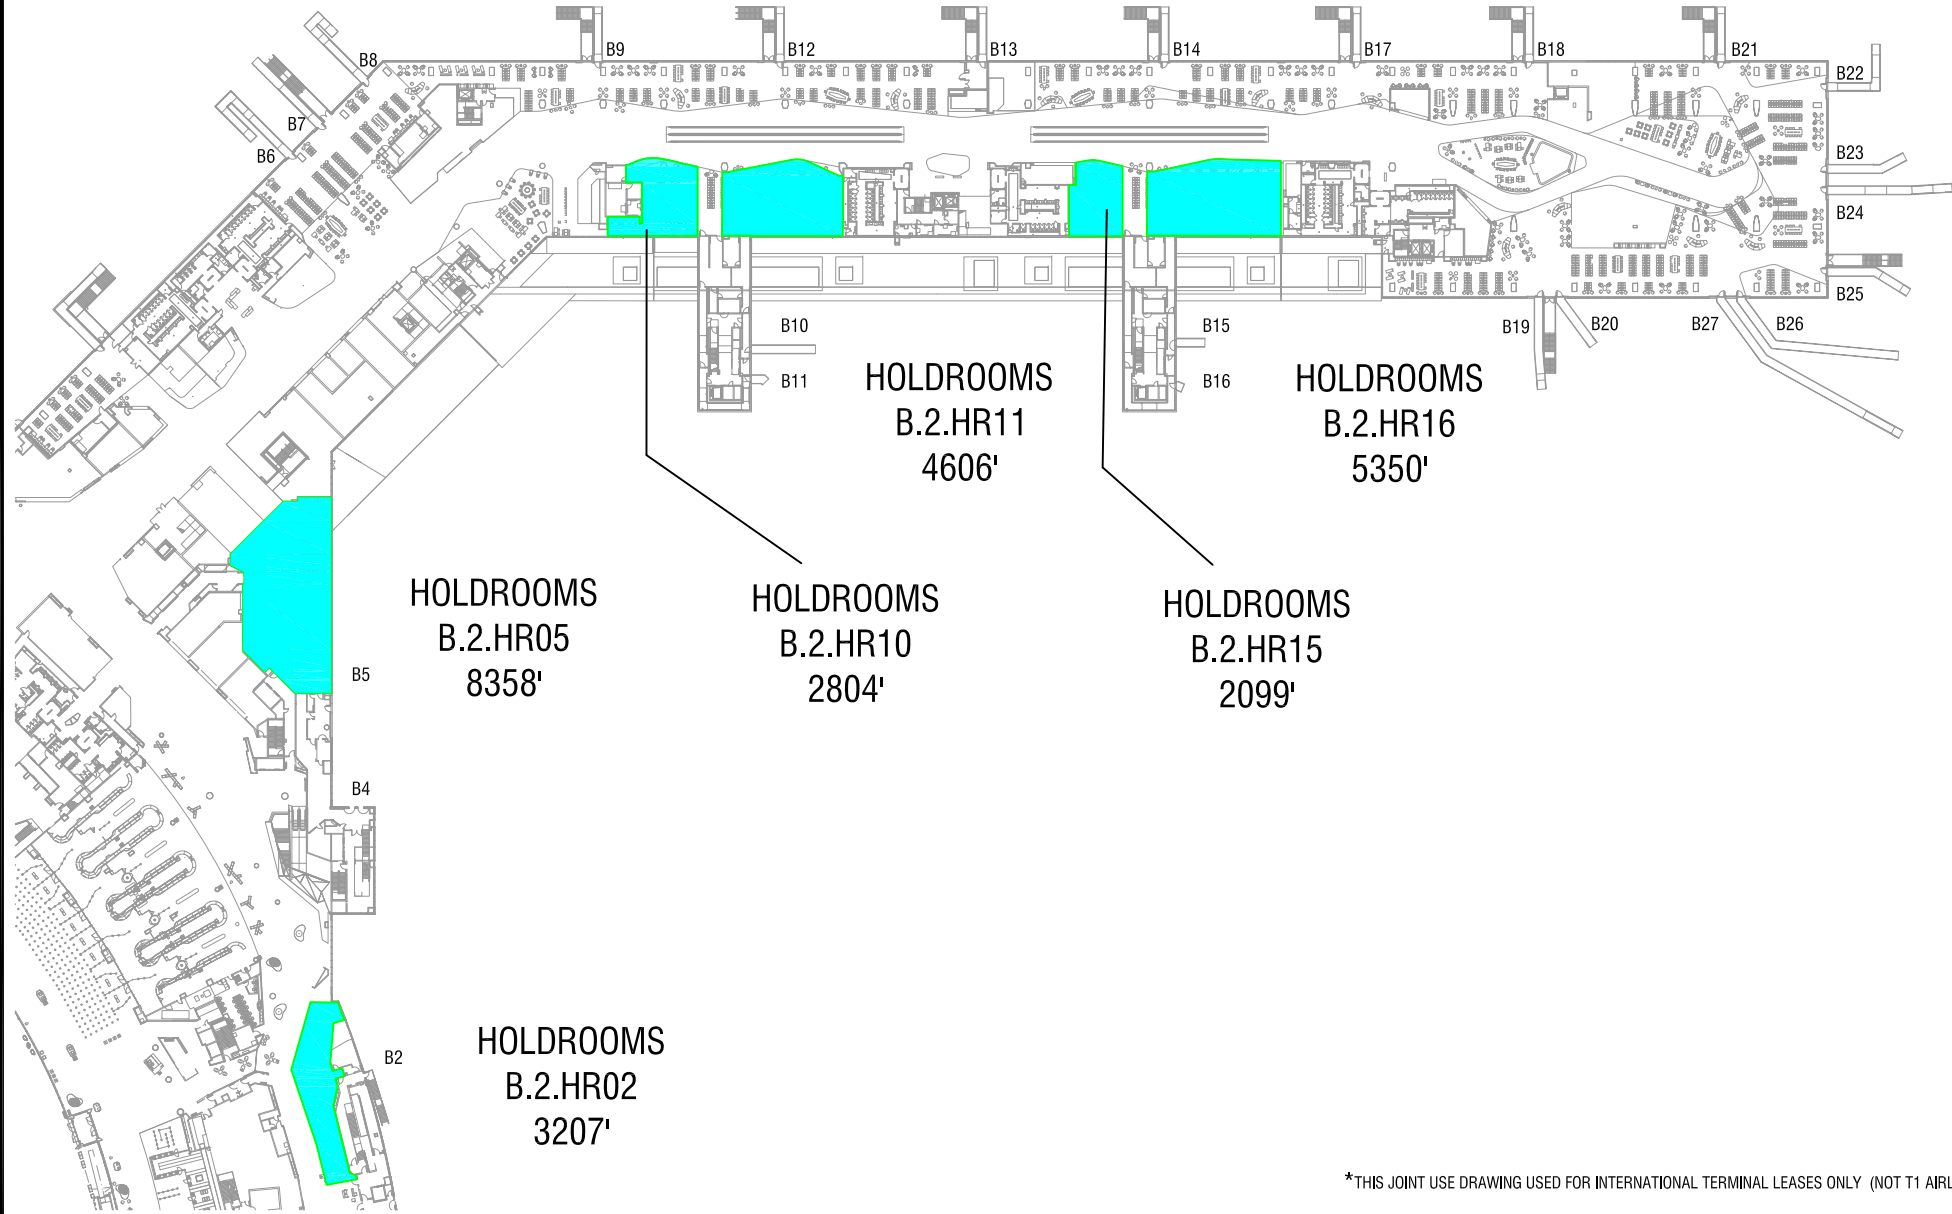 B9
B12
B13
B14
B17
B18
B21
B8
B22
B7
B6
B23
B24
B25
B10
B15
B19
B20
B27
B26
B11
B16
HOLDROOMS
B.2.HR11
4606'
HOLDROOMS
B.2.HR16
5350'
HOLDROOMS
B.2.HR05
8358'
HOLDROOMS
B.2.HR10
2804'
HOLDROOMS
B.2.HR15
2099'
B5
B4
B2
HOLDROOMS
B.2.HR02
3207'
*THIS JOINT USE DRAWING USED FOR INTERNATIONAL TERMINAL LEASES ONLY (NOT T1 AIRL